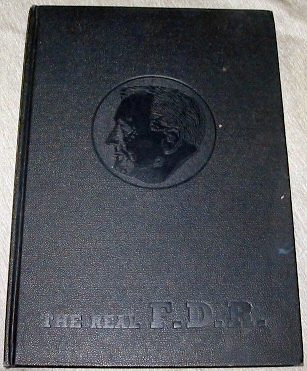 THE REAL F.D.R.